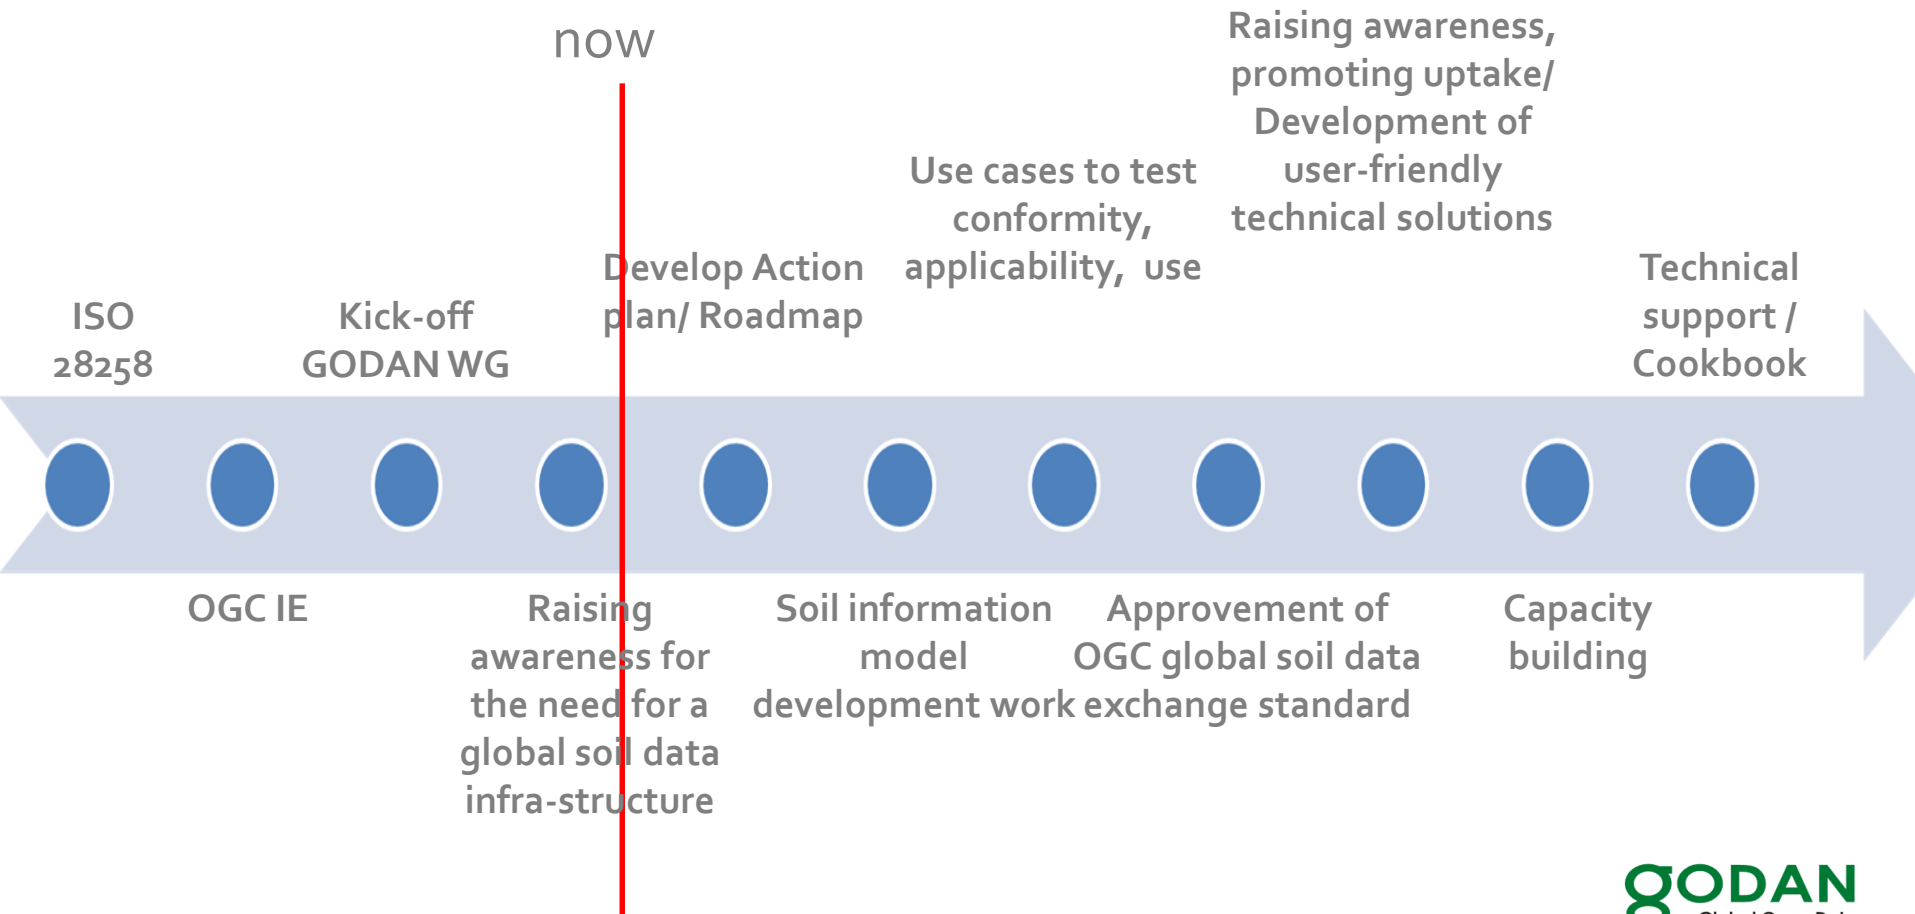 now
Raising awareness,
promoting uptake/
Development of
user-friendly
technical solutions
Use cases to test
conformity,
applicability, use
Develop Action
plan/ Roadmap
Technical
support /
Cookbook
ISO
28258
Kick-off
GODAN WG
OGC IE
Raising
awareness for
the need for a
global soil data
infra-structure
Soil information
model
development work
Approvement of
OGC global soil data
exchange standard
Capacity
building
GODAN